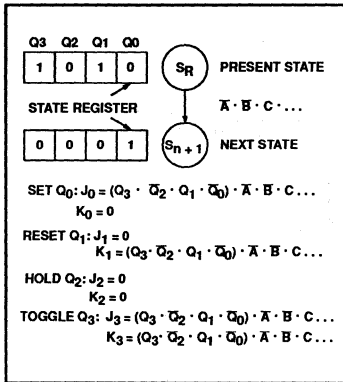 Q3 Q2 Q1 Q0
1 0 1 0 S_R PRESENT STATE
STATE REGISTER A̅ · B̅ · C · ...
0 0 0 1 S_n+1 NEXT STATE
SET Q₀: J₀ = (Q₃ · Q̅₂ · Q₁ · Q̅₀) · A̅ · B̅ · C ...
K₀ = 0
RESET Q₁: J₁ = 0
K₁ = (Q₃ · Q̅₂ · Q₁ · Q̅₀) · A̅ · B̅ · C ...
HOLD Q₂: J₂ = 0
K₂ = 0
TOGGLE Q₃: J₃ = (Q₃ · Q̅₂ · Q₁ · Q̅₀) · A̅ · B̅ · C ...
K₃ = (Q₃ · Q̅₂ · Q₁ · Q̅₀) · A̅ · B̅ · C ...